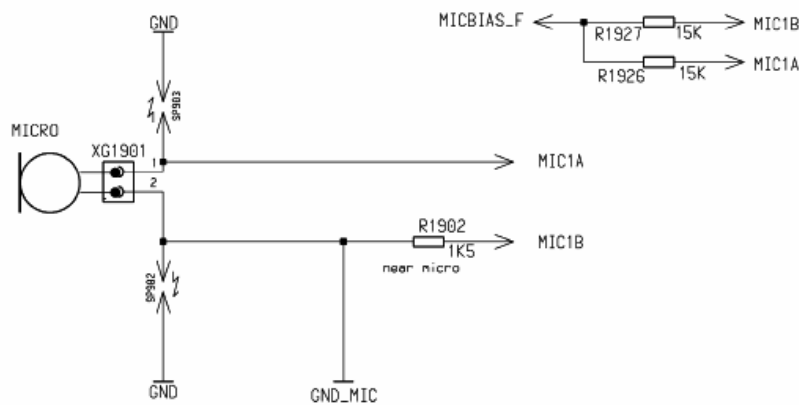 GND
MICBIAS_F
R1927
15K
MIC1B
R1926
15K
MIC1A
SP903
MICRO
XG1901
1
2
MIC1A
R1902
1K5
MIC1B
near micro
SP902
GND
GND_MIC